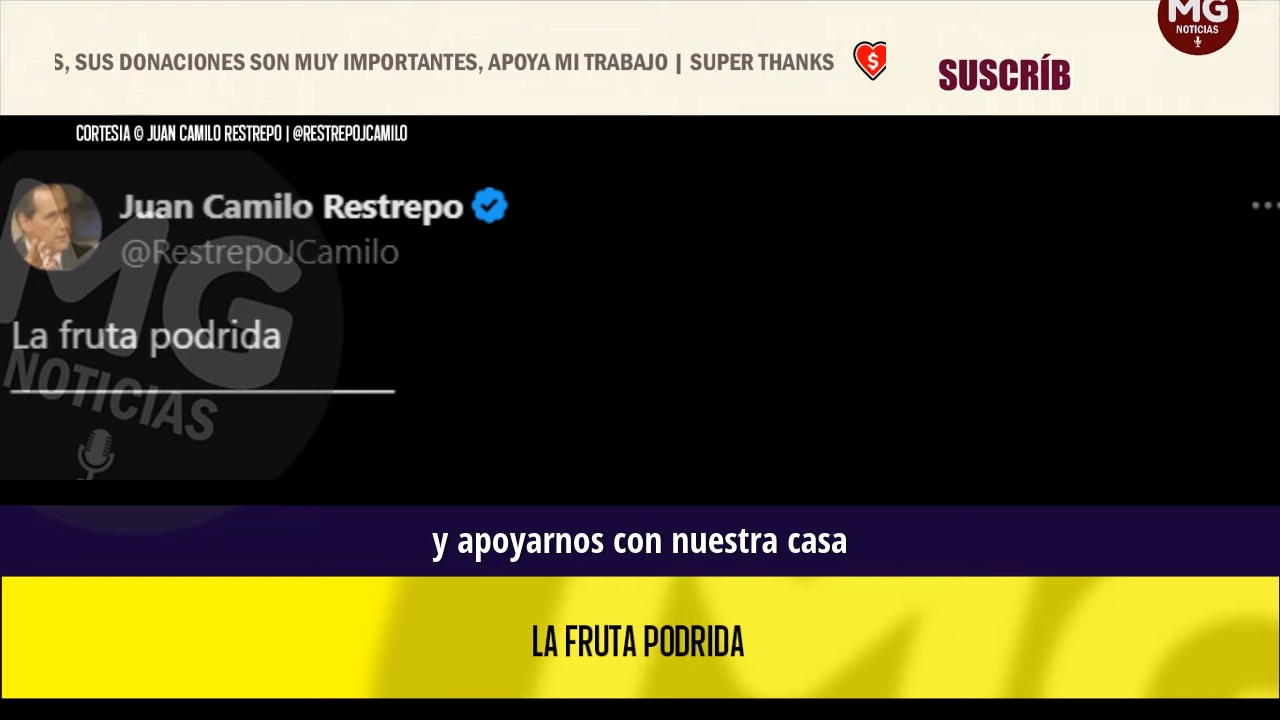 MG
NOTICIAS
S, SUS DONACIONES SON MUY IMPORTANTES, APOYA MI TRABAJO | SUPER THANKS
SUSCRÍB
CORTESIA © JUAN CAMILO RESTREPO | @RESTREPOJCAMILO
Juan Camilo Restrepo
@RestrepoJCamilo
La fruta podrida
MG
NOTICIAS
y apoyarnos con nuestra casa
LA FRUTA PODRIDA